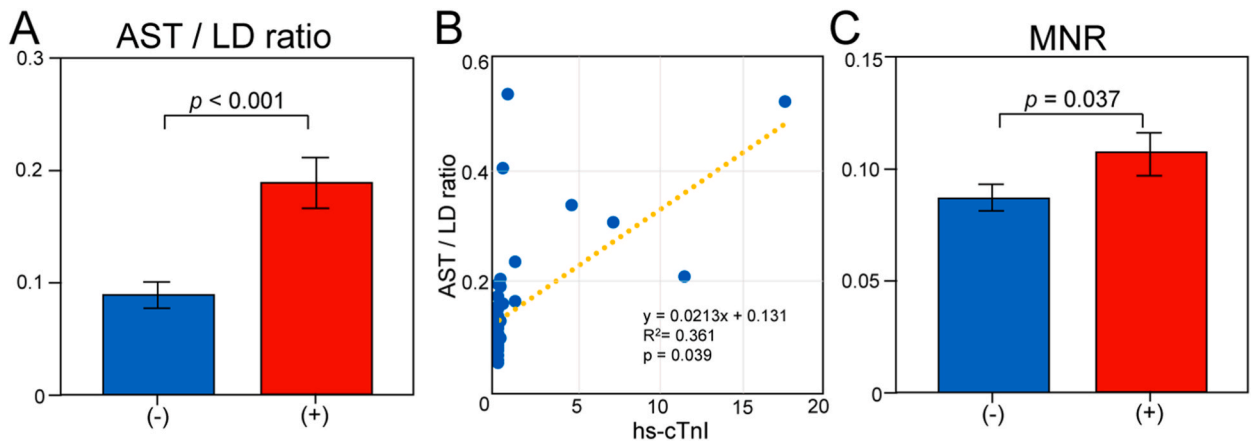 A
AST / LD ratio
0.3
0.2
0.1
0
p < 0.001
(-)
(+)
B
0.6
0.4
0.2
0
5
10
15
20
AST / LD ratio
hs-cTnI
y = 0.0213x + 0.131
R²= 0.361
p = 0.039
C
MNR
0.15
0.10
0.05
0
p = 0.037
(-)
(+)